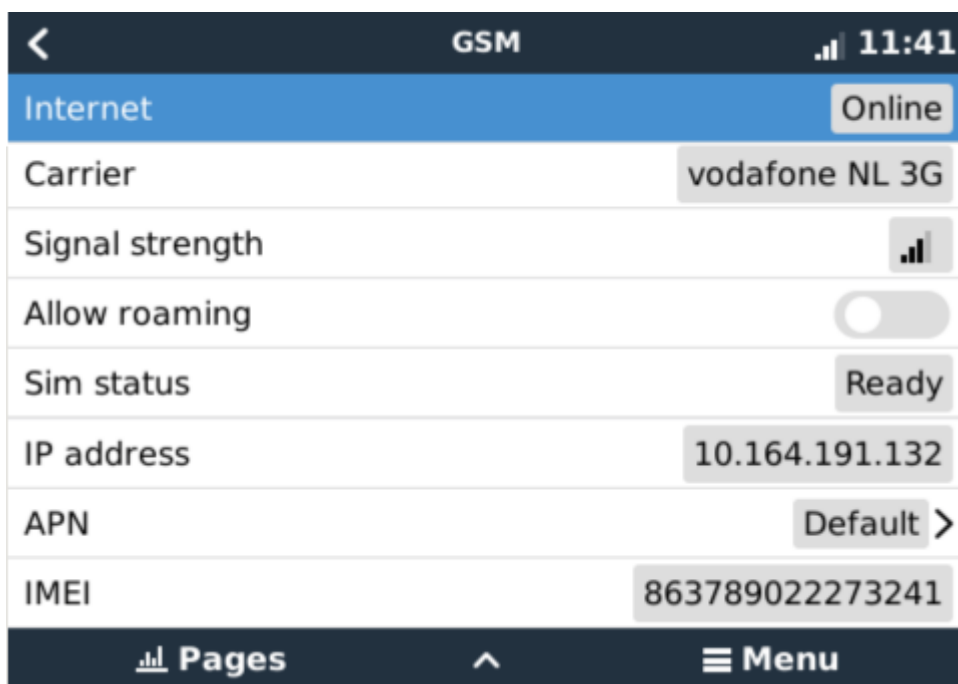 GSM 11:41
Internet Online
Carrier vodafone NL 3G
Signal strength
Allow roaming
Sim status Ready
IP address 10.164.191.132
APN Default
IMEI 863789022273241
Pages Menu